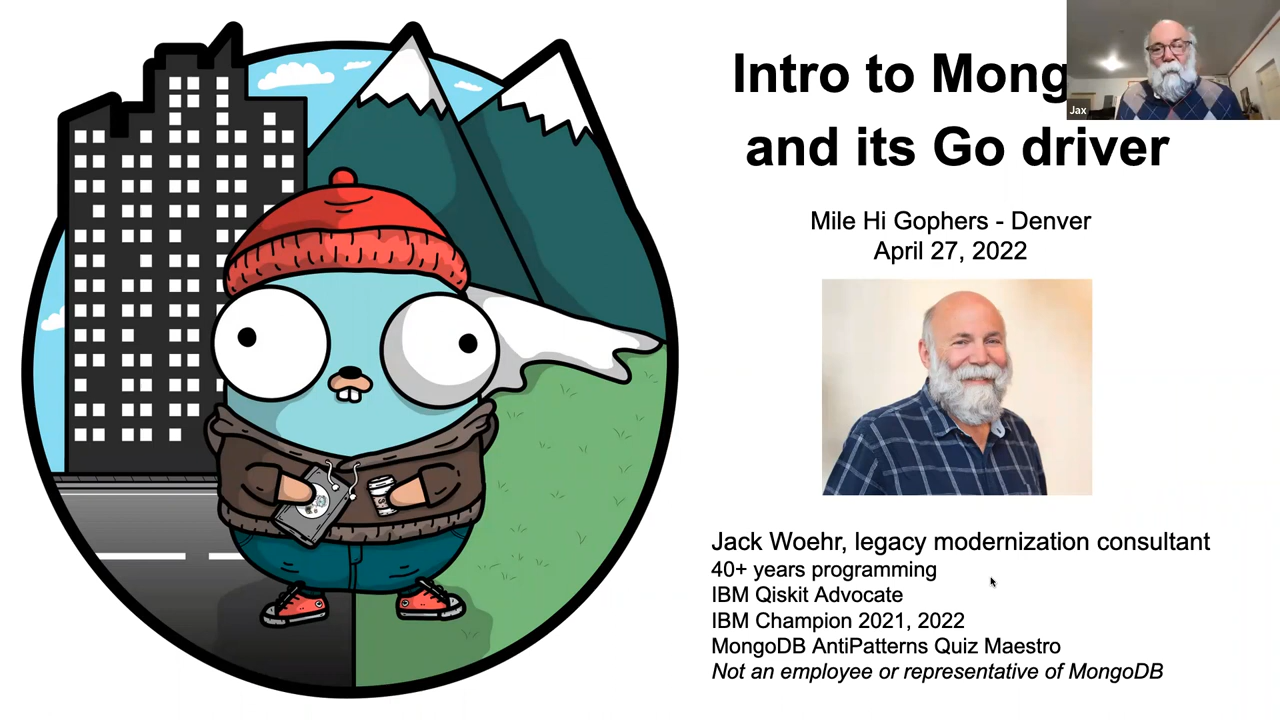 Intro to Mong
and its Go driver
Jax
Mile Hi Gophers - Denver
April 27, 2022
Jack Woehr, legacy modernization consultant
40+ years programming
IBM Qiskit Advocate
IBM Champion 2021, 2022
MongoDB AntiPatterns Quiz Maestro
Not an employee or representative of MongoDB